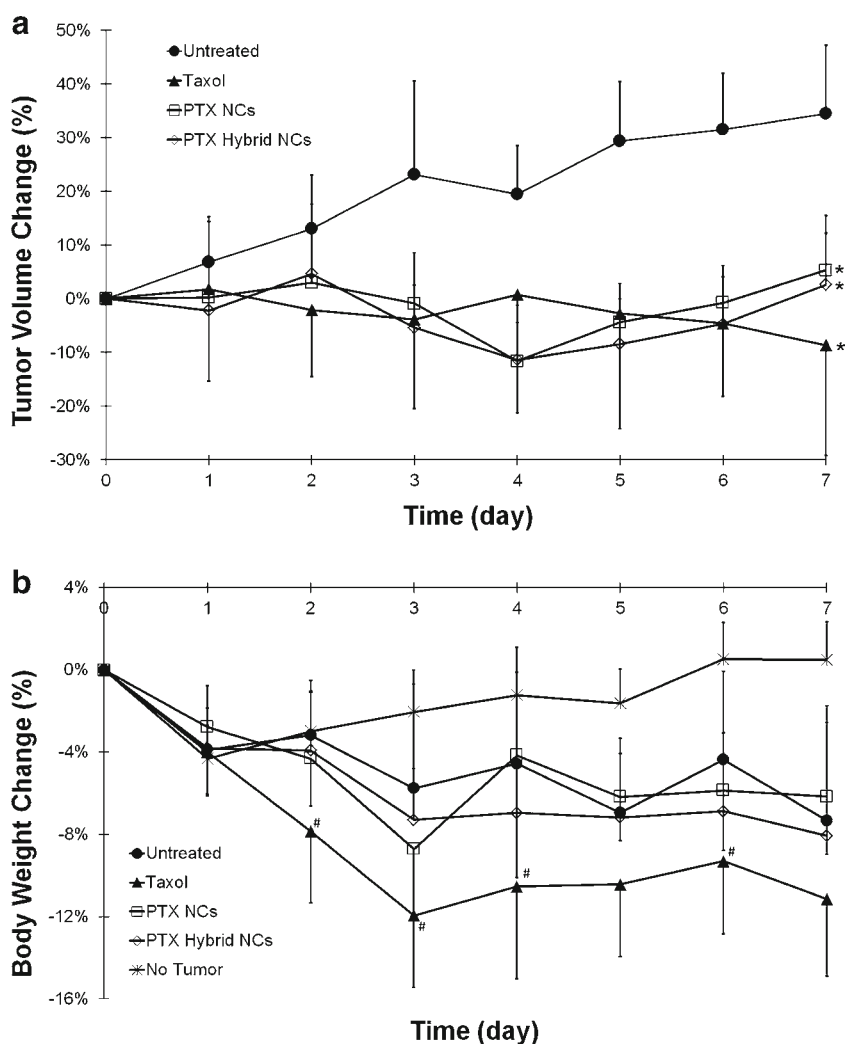 a
50%
40%
30%
20%
10%
0%
-10%
-20%
-30%
Tumor Volume Change (%)
Untreated
Taxol
PTX NCs
PTX Hybrid NCs
*
*
*
0 1 2 3 4 5 6 7
Time (day)
b
4%
0%
-4%
-8%
-12%
-16%
Body Weight Change (%)
0 1 2 3 4 5 6 7
#
#
#
#
Untreated
Taxol
PTX NCs
PTX Hybrid NCs
No Tumor
Time (day)